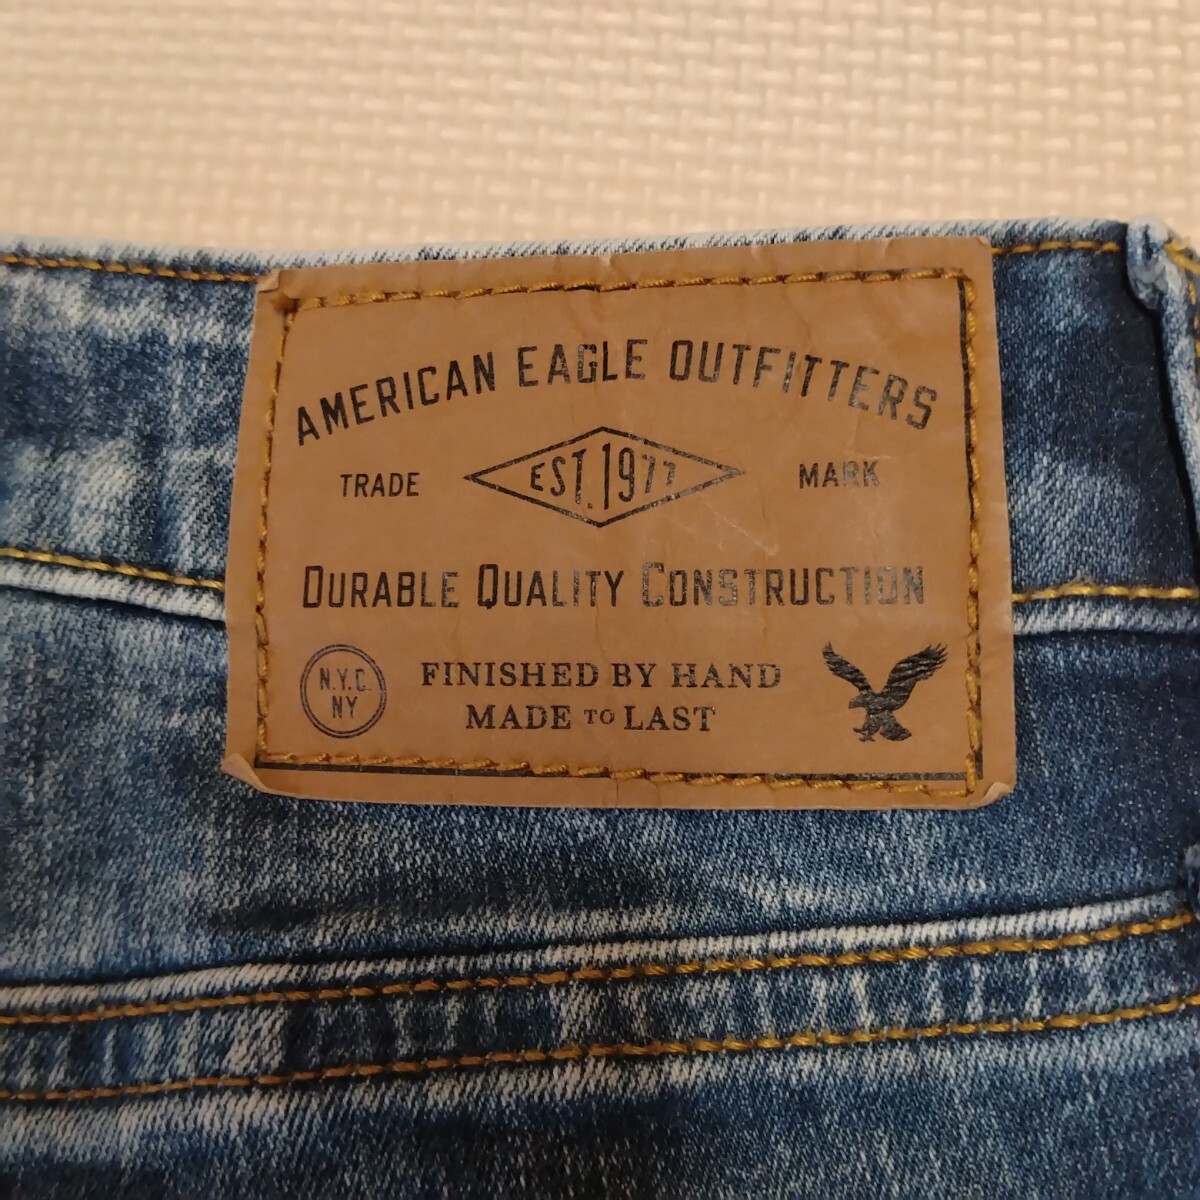 AMERICAN EAGLE OUTFITTERS
TRADE EST. 1977 MARK
DURABLE QUALITY CONSTRUCTION
N.Y.C.
NY
FINISHED BY HAND
MADE TO LAST